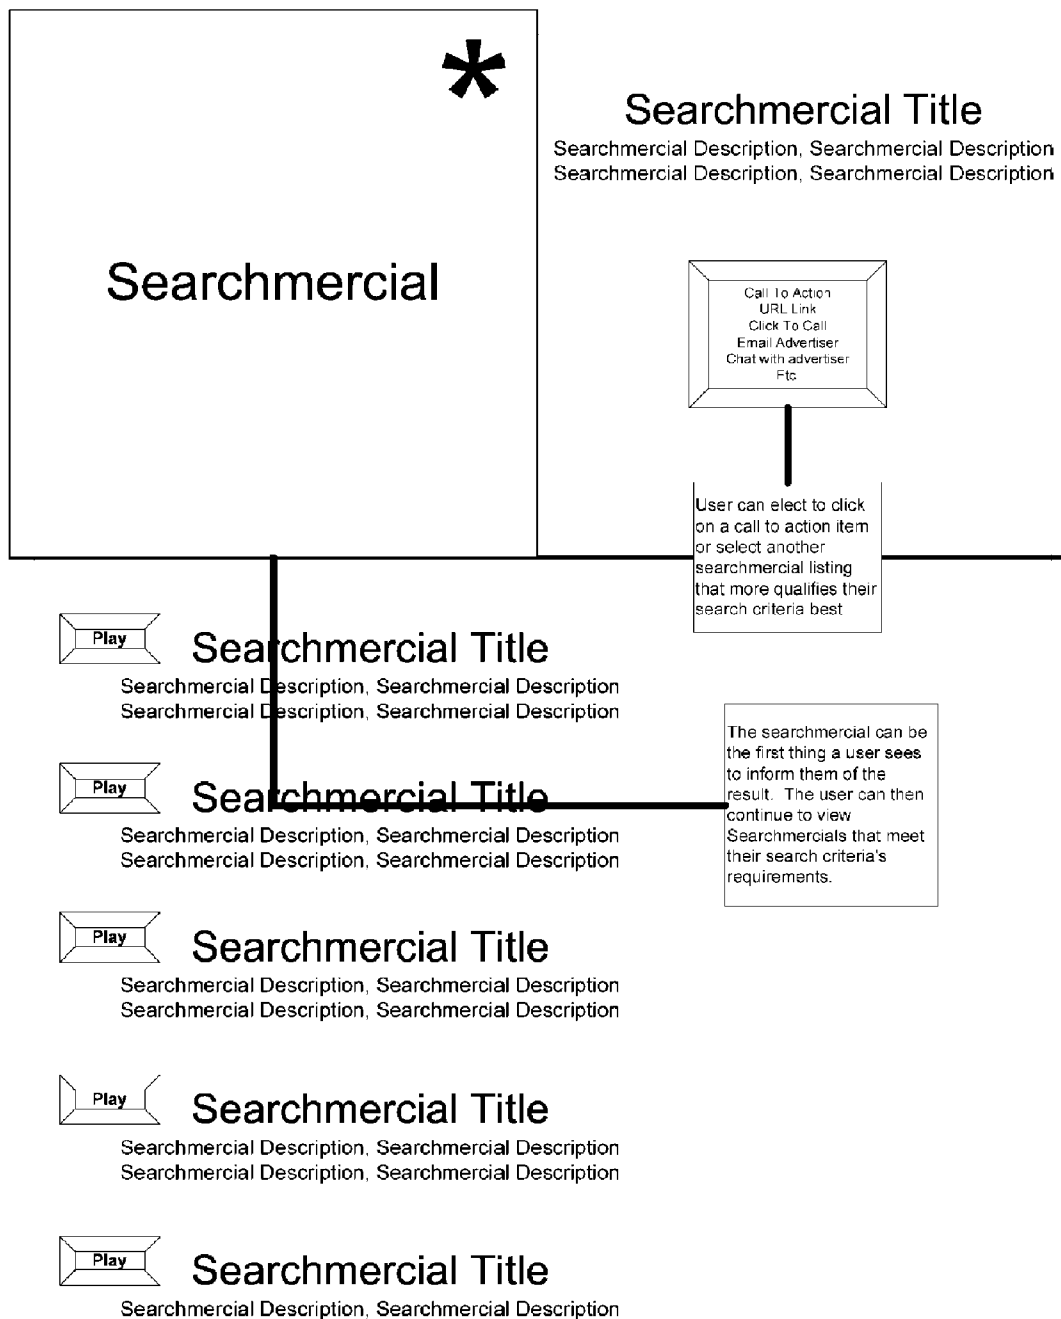 *
Searchmercial
Searchmercial Title
Searchmercial Description, Searchmercial Description
Searchmercial Description, Searchmercial Description
Call To Action
URL Link
Click To Call
Email Advertiser
Chat with advertiser
Ftc
User can elect to click
on a call to action item
or select another
searchmercial listing
that more qualifies their
search criteria best
Play
Searchmercial Title
Searchmercial Description, Searchmercial Description
Searchmercial Description, Searchmercial Description
The searchmercial can be
the first thing a user sees
to inform them of the
result. The user can then
continue to view
Searchmercials that meet
their search criteria's
requirements.
Play
Searchmercial Title
Searchmercial Description, Searchmercial Description
Searchmercial Description, Searchmercial Description
Play
Searchmercial Title
Searchmercial Description, Searchmercial Description
Searchmercial Description, Searchmercial Description
Play
Searchmercial Title
Searchmercial Description, Searchmercial Description
Searchmercial Description, Searchmercial Description
Play
Searchmercial Title
Searchmercial Description, Searchmercial Description